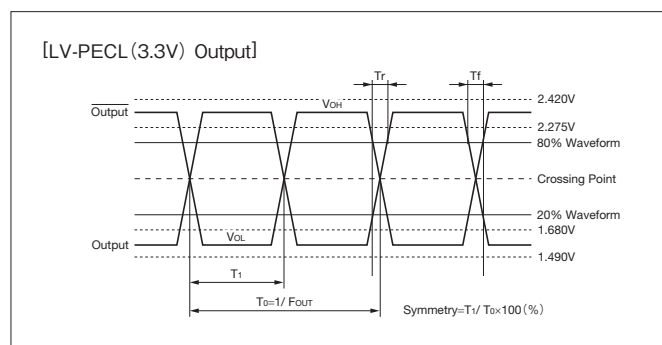 [LV-PECL(3.3V) Output]
Tr
Tf
Output
VOH
2.420V
2.275V
80% Waveform
Crossing Point
20% Waveform
1.680V
Output
VOL
1.490V
T1
T0=1/ FOUT
Symmetry=T1/ T0×100(%)